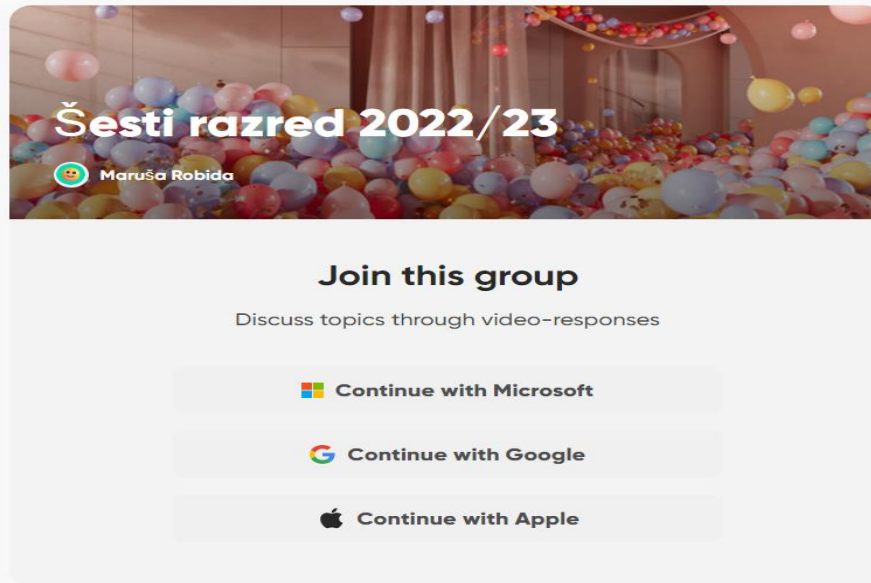 Šesti razred 2022/23
Maruša Robida
Join this group
Discuss topics through video-responses
Continue with Microsoft
Continue with Google
Continue with Apple